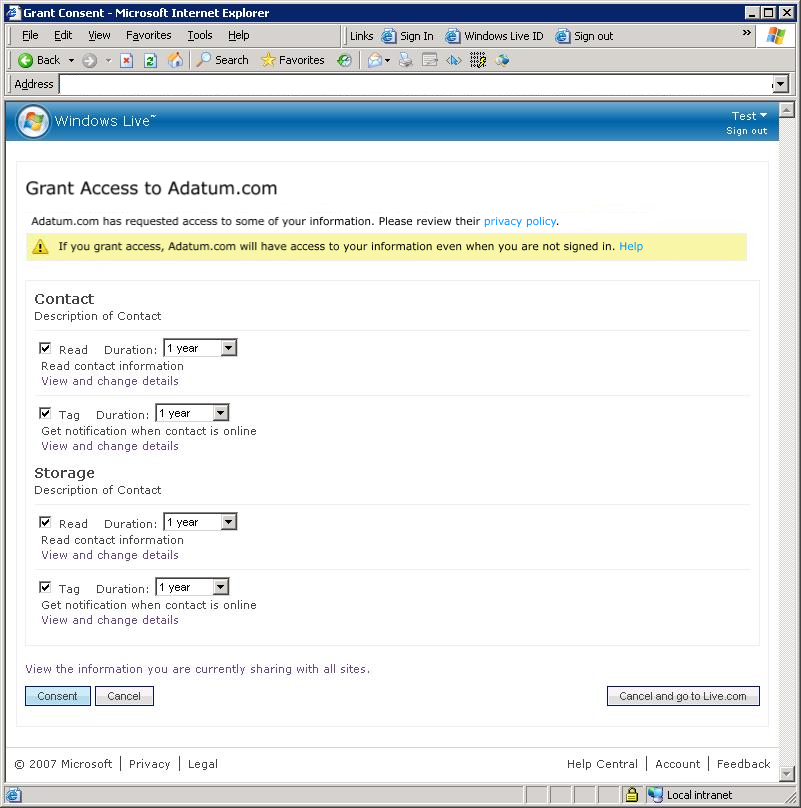 Grant Consent - Microsoft Internet Explorer
File Edit View Favorites Tools Help Links Sign In Windows Live ID Sign out »
Back Search Favorites
Address
Windows Live™ Test
Sign out
Grant Access to Adatum.com
Adatum.com has requested access to some of your information. Please review their privacy policy.
If you grant access, Adatum.com will have access to your information even when you are not signed in. Help
Contact
Description of Contact
Read Duration: 1 year
Read contact information
View and change details
Tag Duration: 1 year
Get notification when contact is online
View and change details
Storage
Description of Contact
Read Duration: 1 year
Read contact information
View and change details
Tag Duration: 1 year
Get notification when contact is online
View and change details
View the information you are currently sharing with all sites.
Consent Cancel Cancel and go to Live.com
© 2007 Microsoft | Privacy | Legal Help Central | Account | Feedback
Local intranet